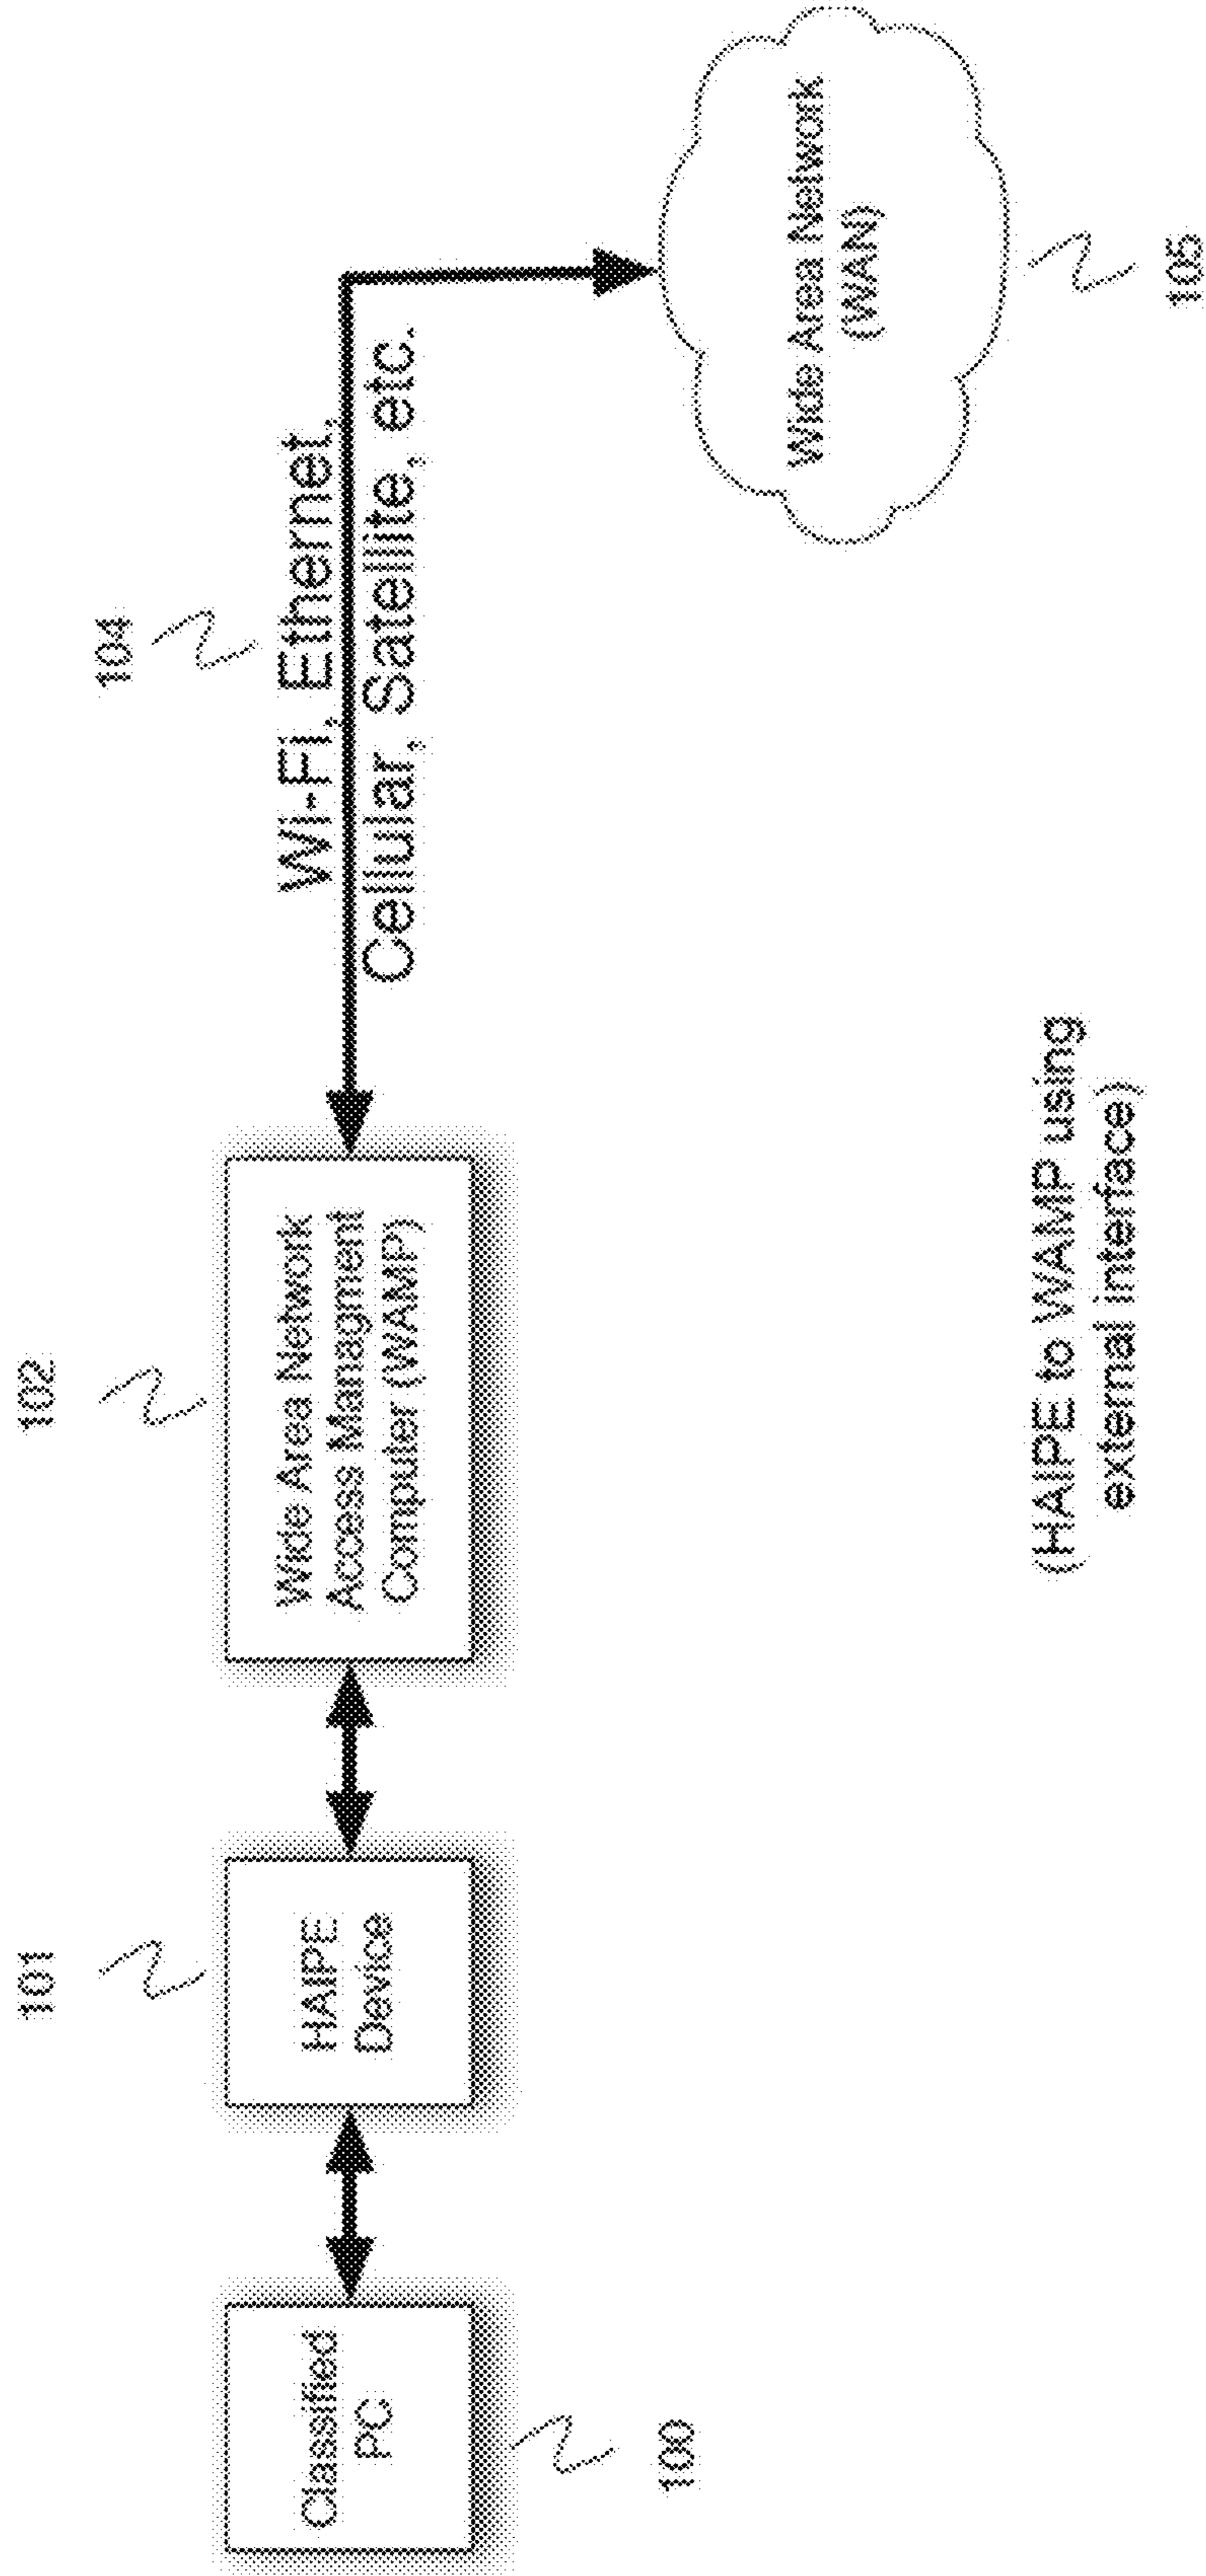 101
102
104
Classified
PC
HAIPE
Device
Wide Area Network
Access Managment
Computer (WAMP)
Wi-Fi, Ethernet,
Cellular, Satellite, etc.
100
Wide Area Network
(WAN)
105
(HAIPE to WAMP using
external interface)